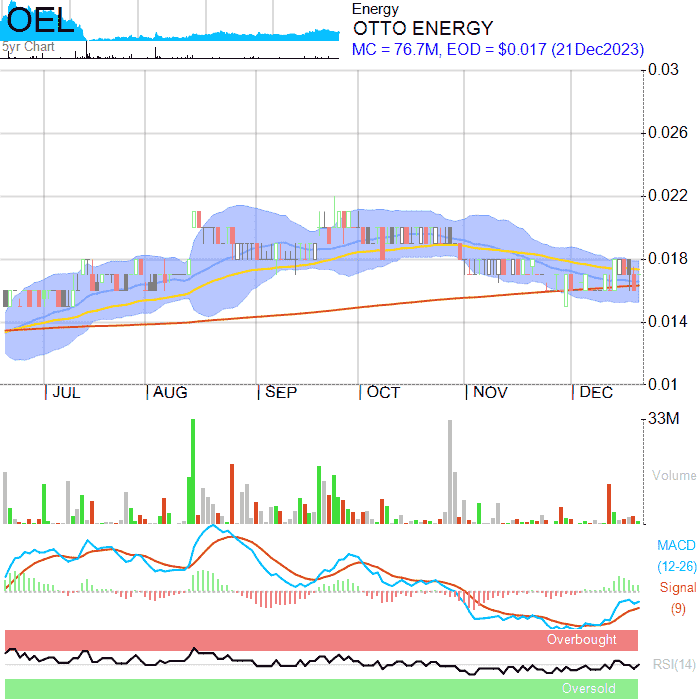 OEL
5yr Chart
Energy
OTTO ENERGY
MC = 76.7M, EOD = $0.017 (21Dec2023)
0.03
0.026
0.022
0.018
0.014
0.01
JUL AUG SEP OCT NOV DEC
33M
Volume
MACD
(12-26)
Signal
(9)
Overbought
RSI(14)
Oversold